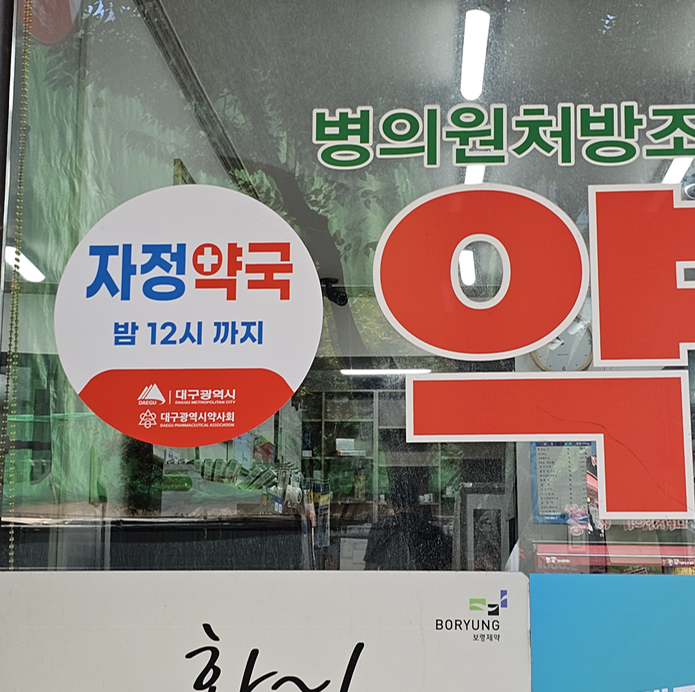 병의원처방조
약
자정약국
밤 12시 까지
대구광역시
DAEGU METROPOLITAN CITY
DAEGU
대구광역시약사회
DAEGU PHARMACEUTICAL ASSOCIATION
BORYUNG
보령제약